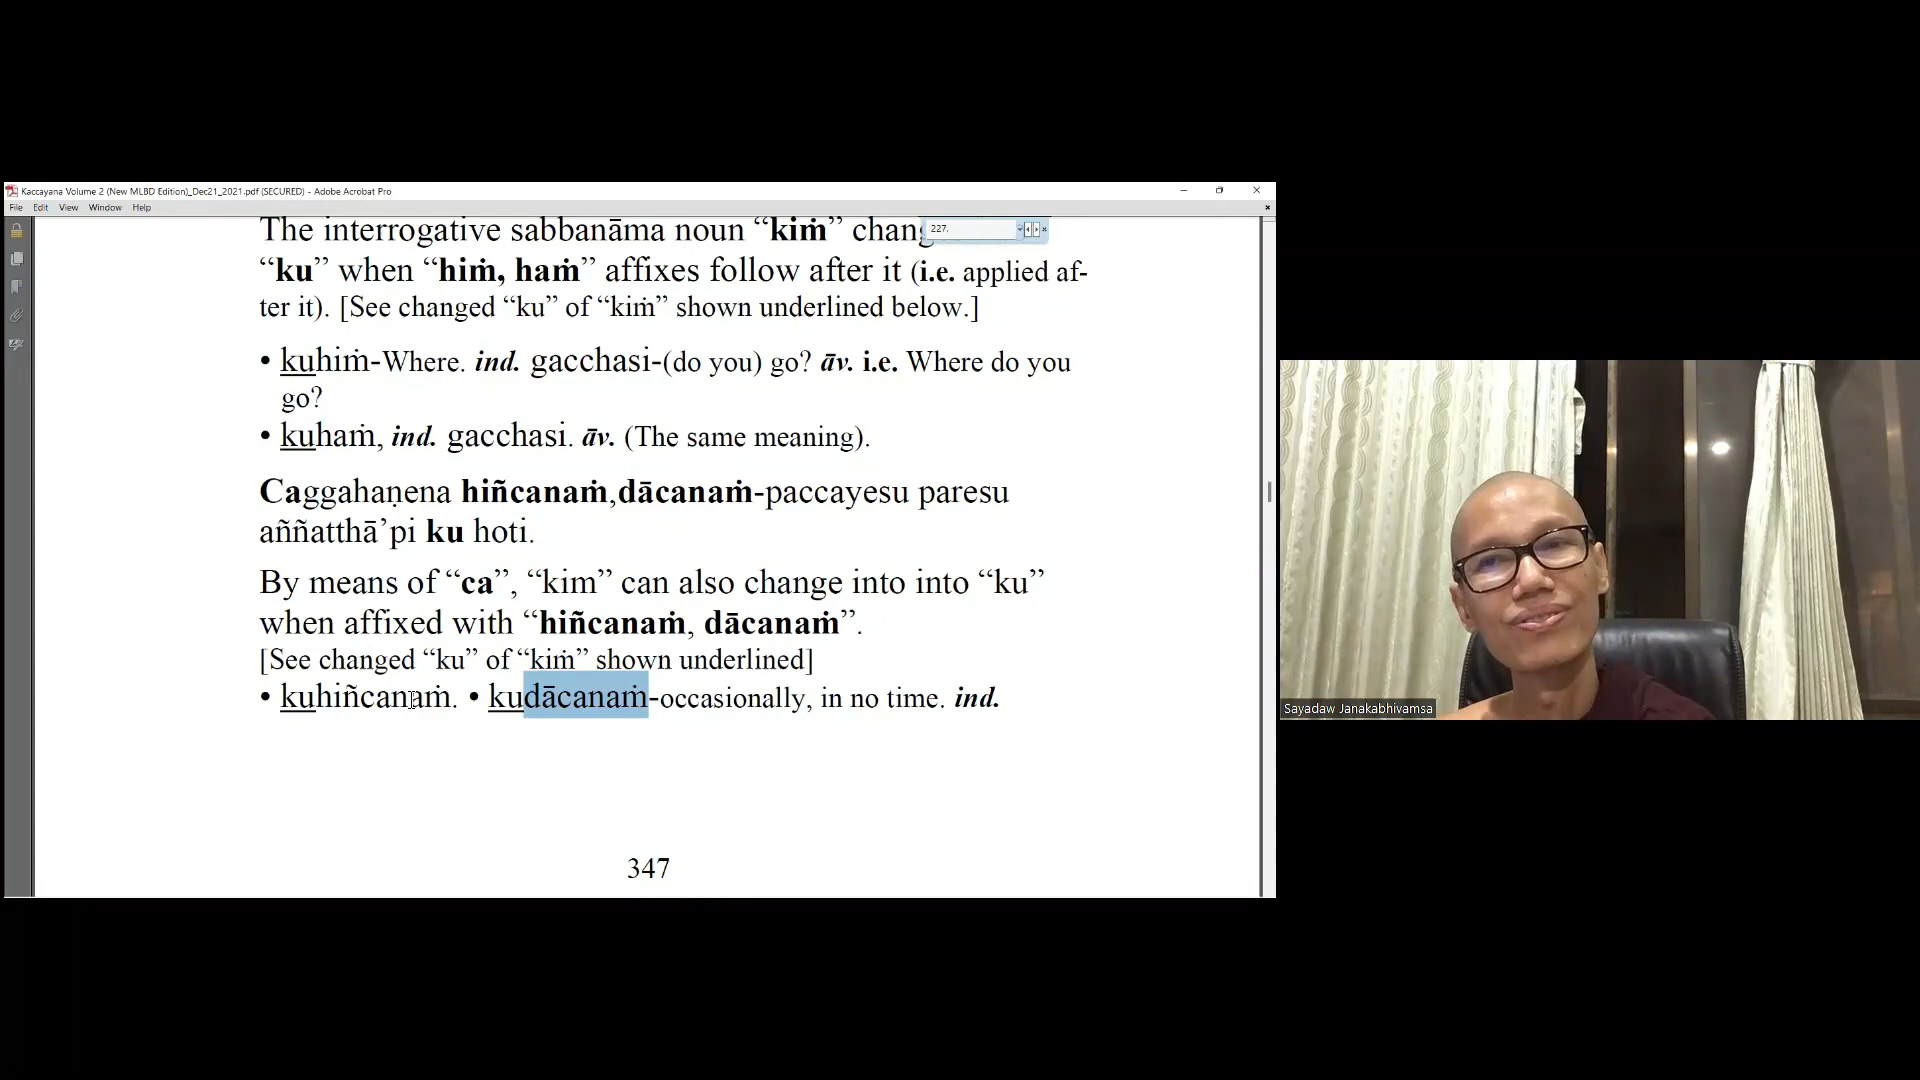 Kaccayana Volume 2 (New MLBD Edition)_Dec21_2021.pdf (SECURED) - Adobe Acrobat Pro
File Edit View Window Help
227.
The interrogative sabbanāma noun “kiṁ” chang
“ku” when “hiṁ, haṁ” affixes follow after it (i.e. applied af-
ter it). [See changed “ku” of “kiṁ” shown underlined below.]
• kuhiṁ-Where. ind. gacchasi-(do you) go? āv. i.e. Where do you
go?
• kuhaṁ, ind. gacchasi. āv. (The same meaning).
Caggahaṇena hiñcanaṁ,dācanaṁ-paccayesu paresu
aññatthā’pi ku hoti.
By means of “ca”, “kim” can also change into into “ku”
when affixed with “hiñcanaṁ, dācanaṁ”.
[See changed “ku” of “kiṁ” shown underlined]
• kuhiñcanaṁ. • kudācanaṁ-occasionally, in no time. ind.
347
Sayadaw Janakabhivamsa